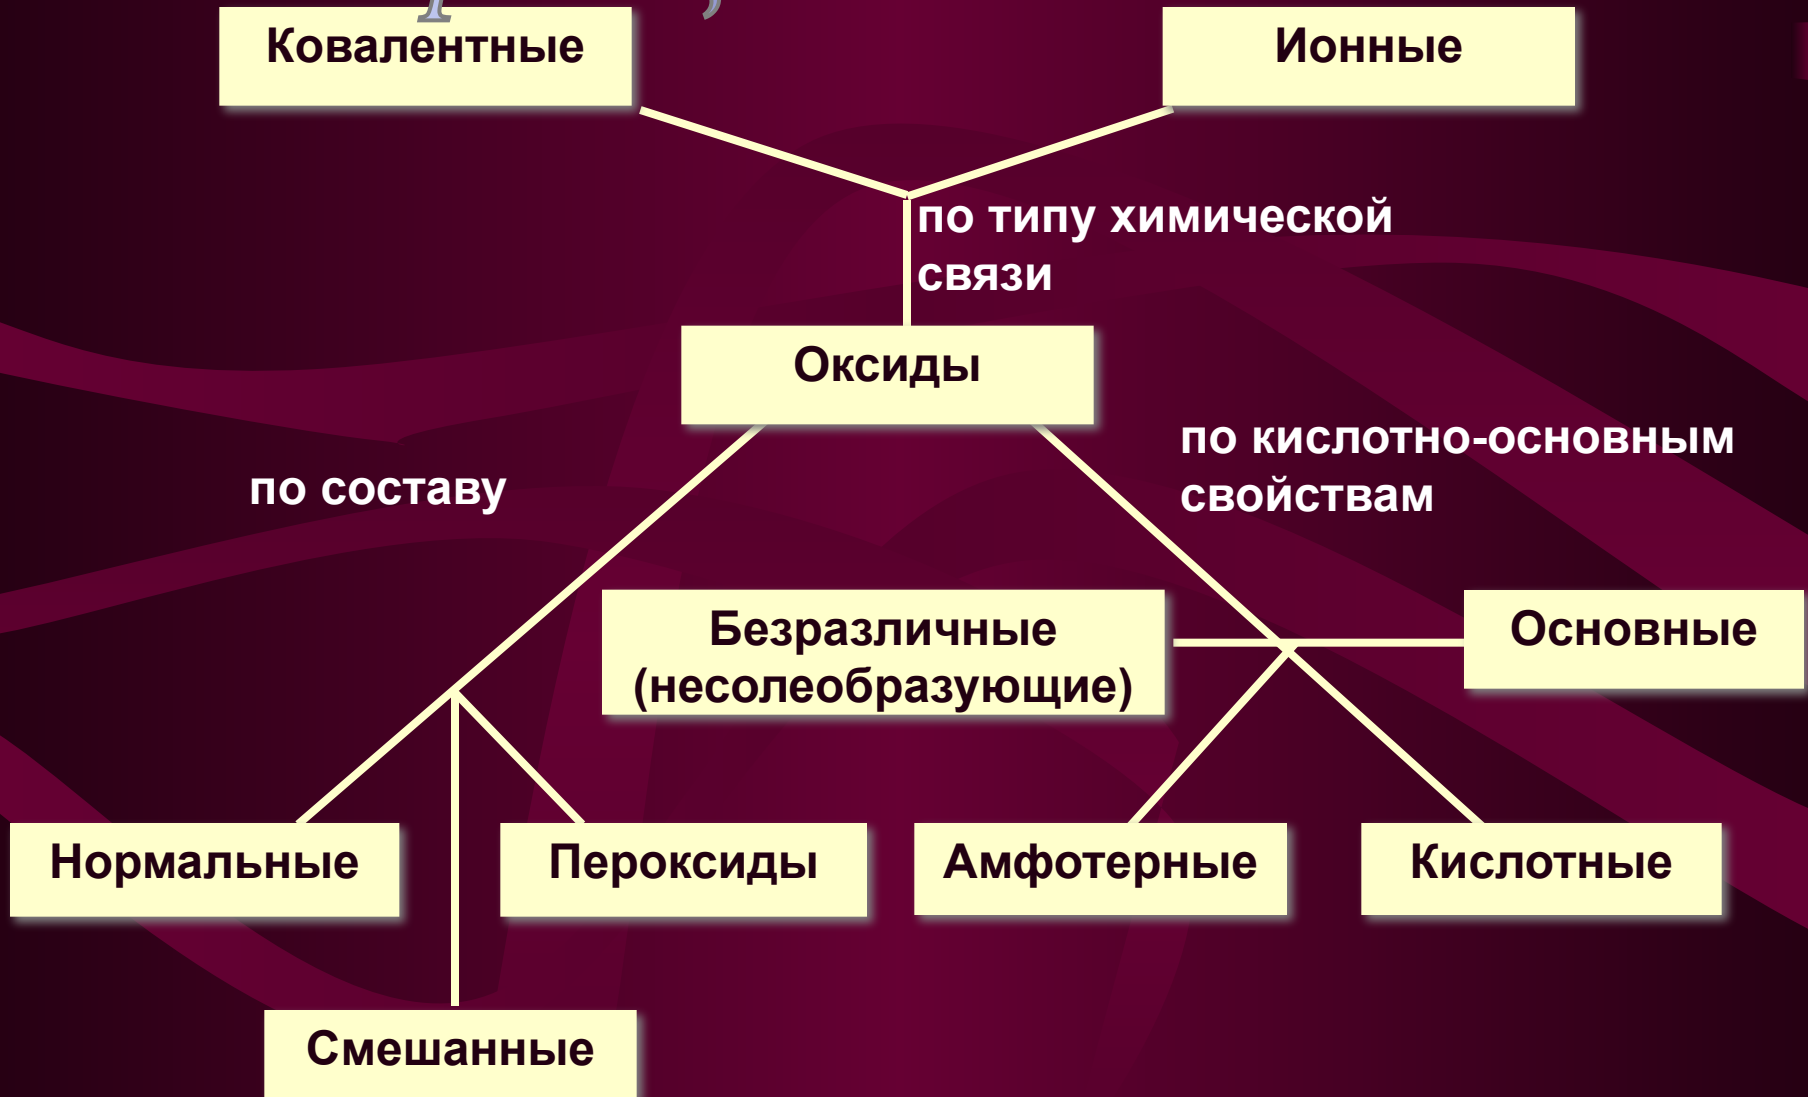 Ковалентные
Ионные
по типу химической
связи
Оксиды
по кислотно-основным
свойствам
по составу
Безразличные
(несолеобразующие)
Основные
Нормальные
Пероксиды
Амфотерные
Кислотные
Смешанные